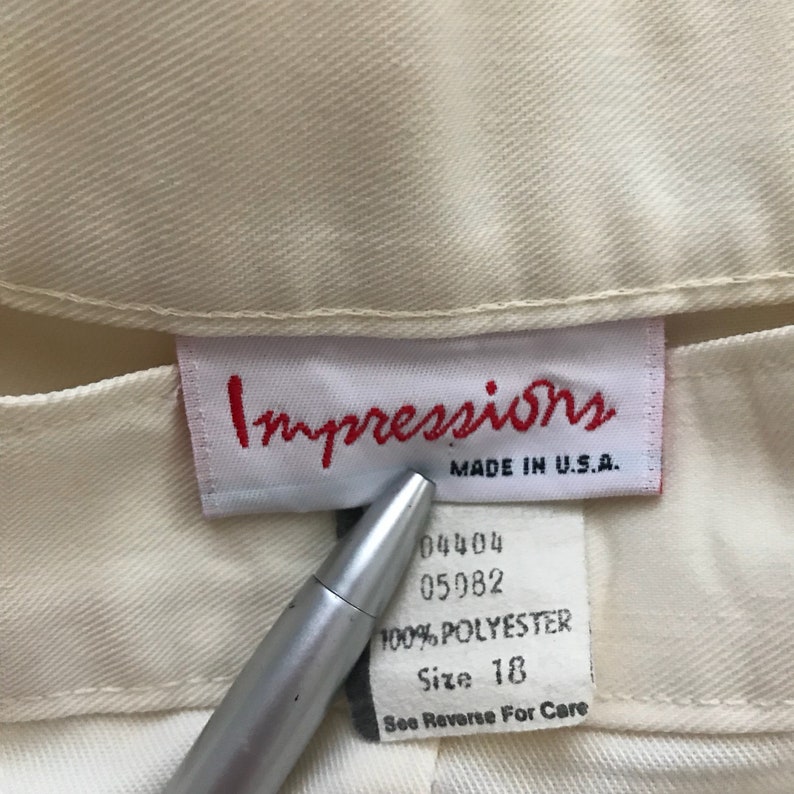 Impressions
MADE IN U.S.A.
04404
05082
100% POLYESTER
Size 18
See Reverse For Care